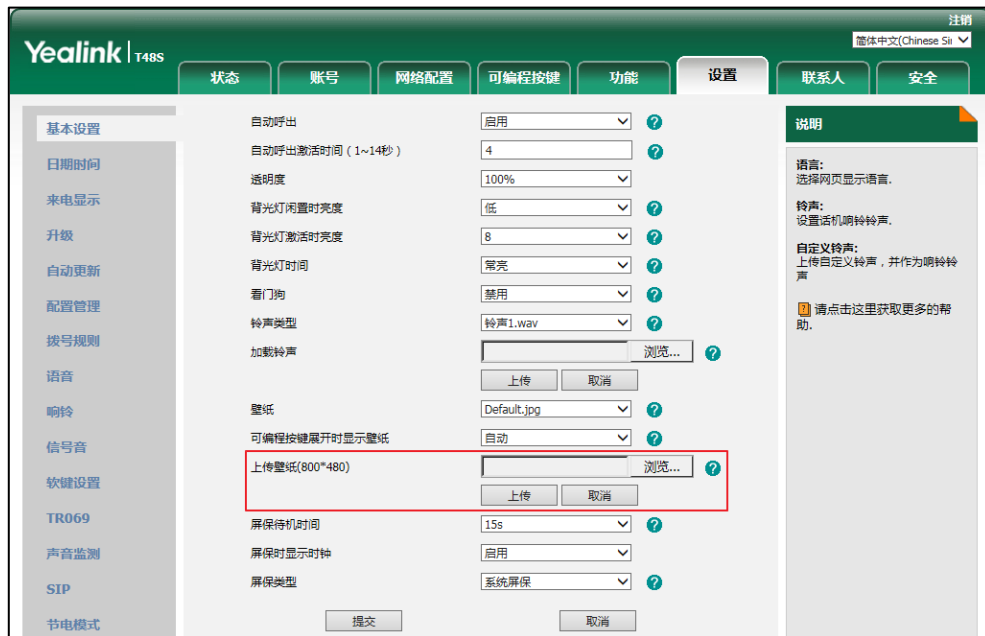 注销
简体中文(Chinese Sir
Yealink | T48S
状态 账号 网络配置 可编程按键 功能 设置 联系人 安全
基本设置
日期时间
来电显示
升级
自动更新
配置管理
拨号规则
语音
响铃
信号音
软键设置
TR069
声音监测
SIP
节电模式
自动呼出 启用
自动呼出激活时间（1~14秒） 4
透明度 100%
背光灯闲置时亮度 低
背光灯激活时亮度 8
背光灯时间 常亮
看门狗 禁用
铃声类型 铃声1.wav
加载铃声 浏览...
上传 取消
壁纸 Default.jpg
可编程按键展开时显示壁纸 自动
上传壁纸(800*480) 浏览...
上传 取消
屏保待机时间 15s
屏保时显示时钟 启用
屏保类型 系统屏保
提交 取消
说明
语言:
选择网页显示语言.
铃声:
设置话机响铃铃声.
自定义铃声:
上传自定义铃声，并作为响铃铃
声
请点击这里获取更多的帮
助.